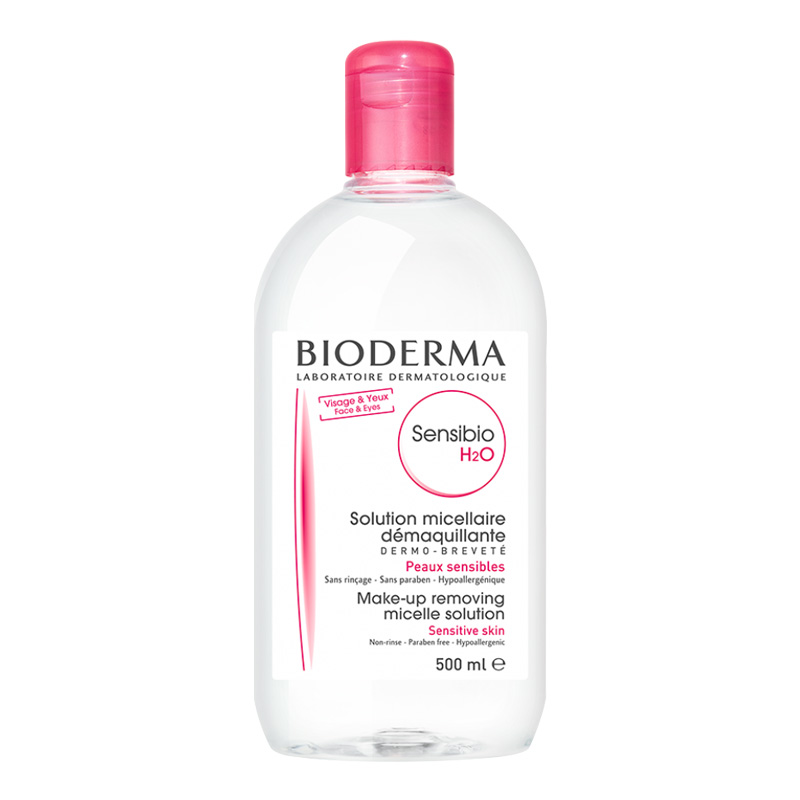 BIODERMA
LABORATOIRE DERMATOLOGIQUE
Visage & Yeux
Face & Eyes
Sensibio
H2O
Solution micellaire
démaquillante
DERMO-BREVETÉ
Peaux sensibles
Sans rinçage - Sans paraben - Hypoallergénique
Make-up removing
micelle solution
Sensitive skin
Non-rinse - Paraben free - Hypoallergenic
500 ml ℮